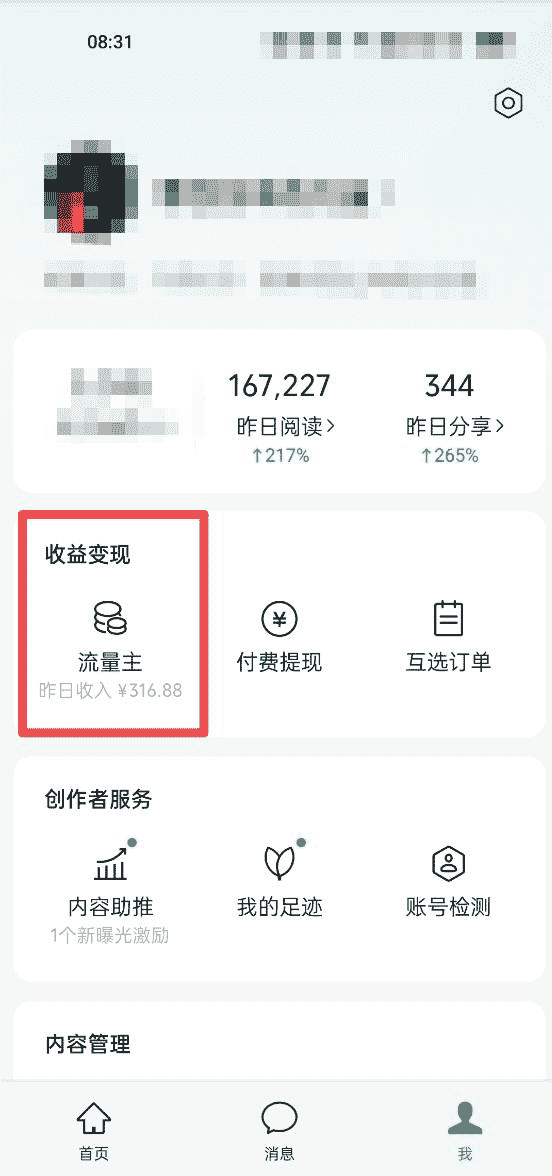 08:31
167,227
344
昨日阅读
昨日分享
↑217%
↑265%
收益变现
流量主
付费提现
互选订单
昨日收入 ¥316.88
创作者服务
内容助推
我的足迹
账号检测
1个新曝光激励
内容管理
首页
消息
我